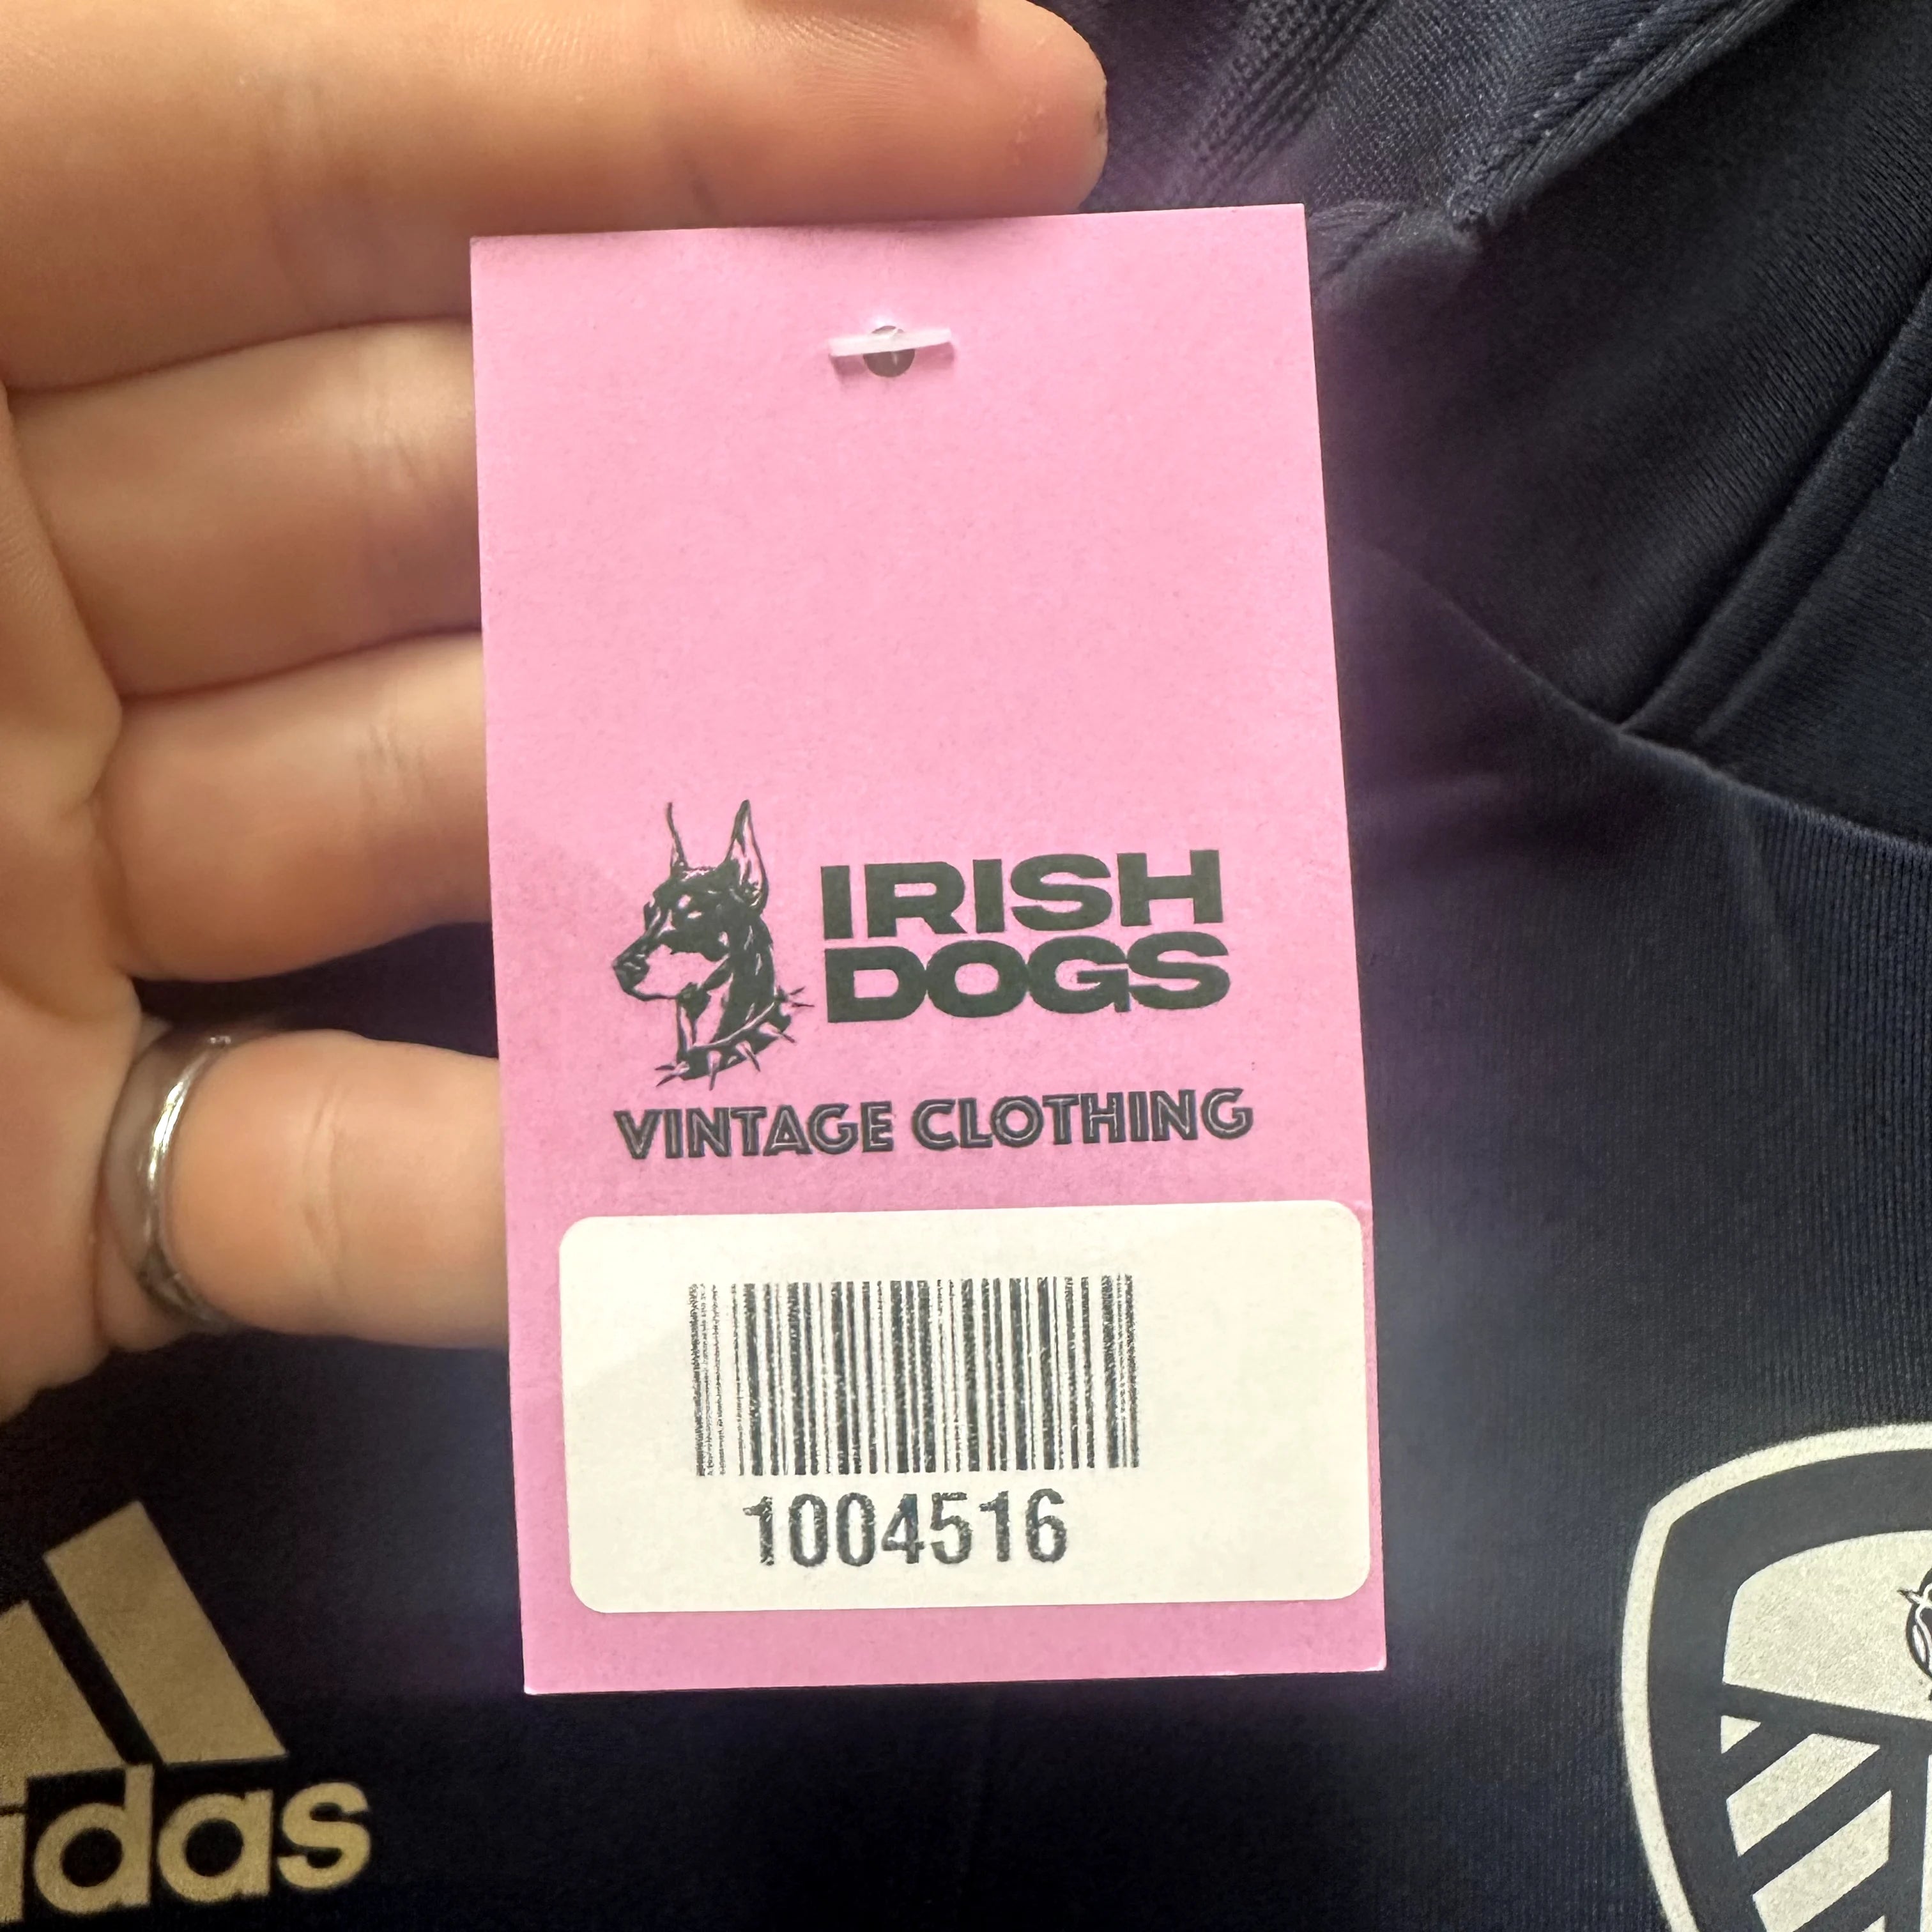 IRISH
DOGS
VINTAGE CLOTHING
1004516
idas